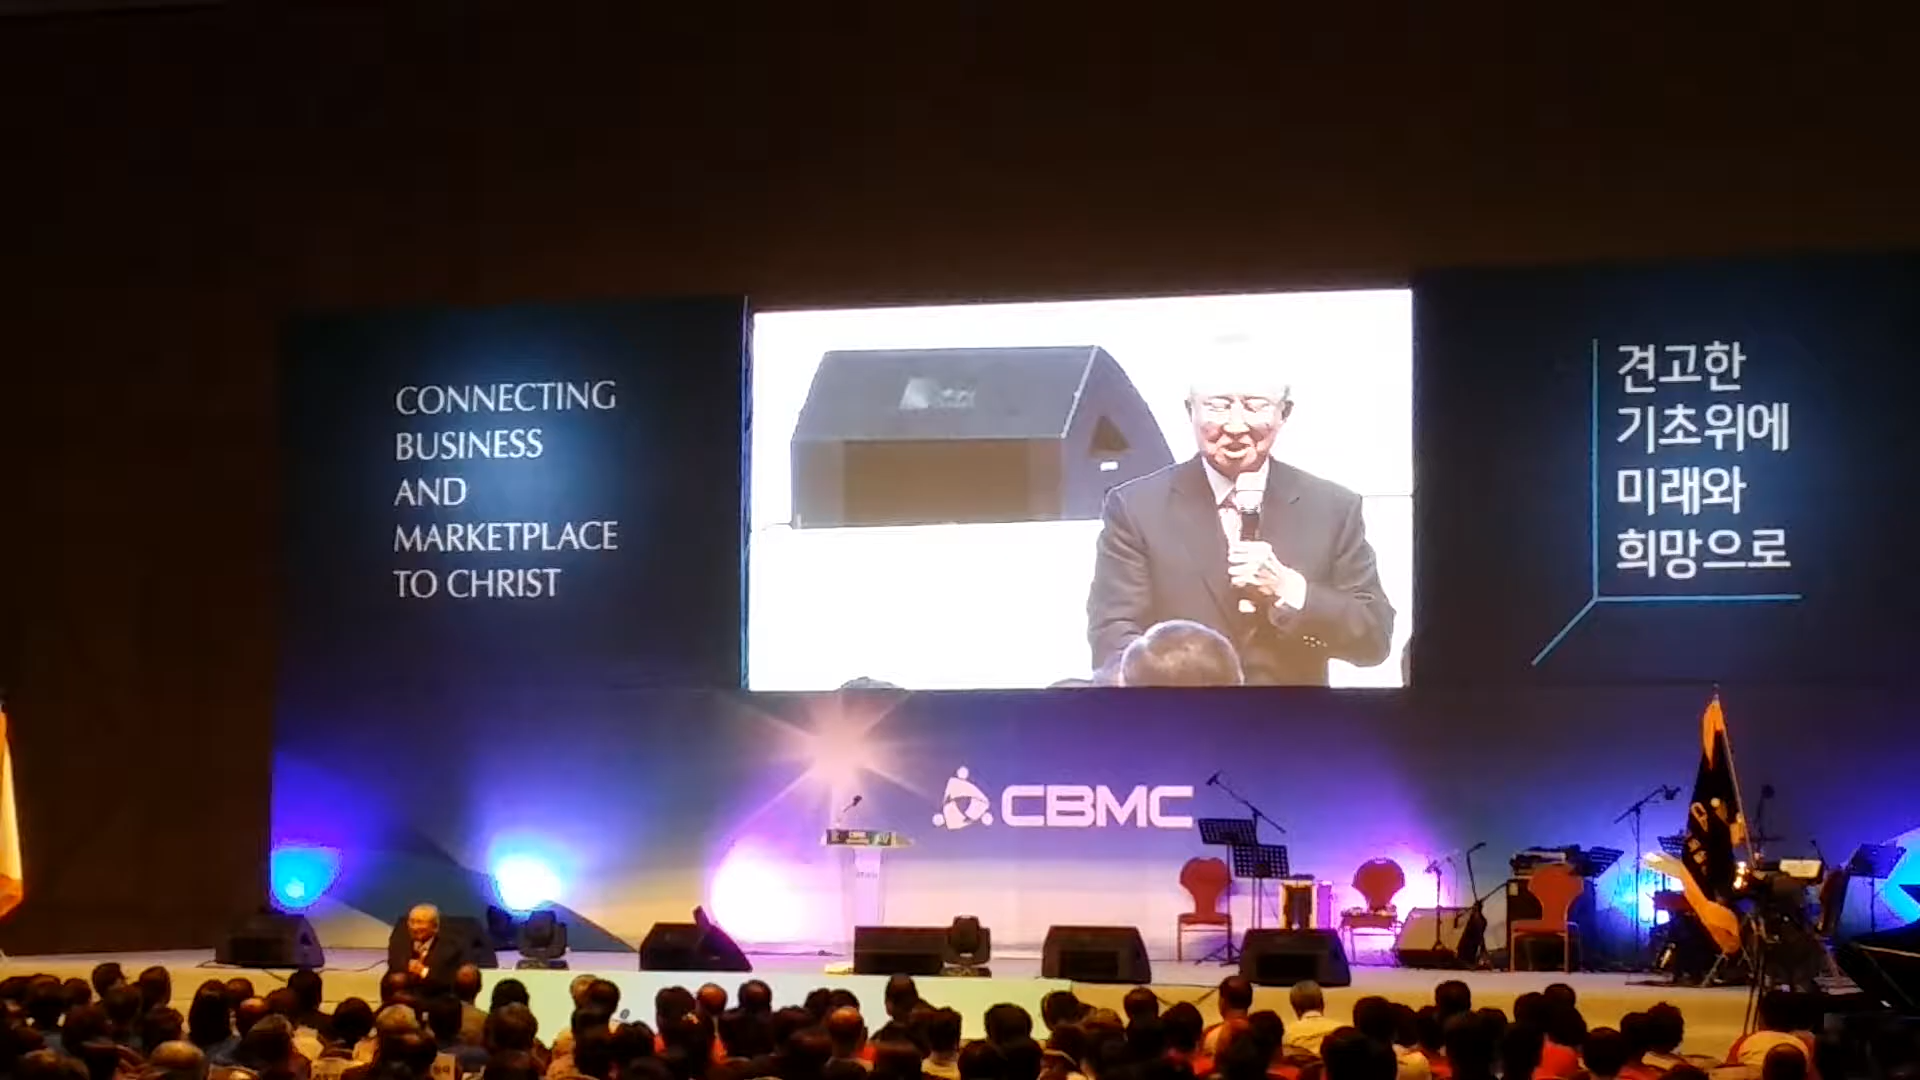 CONNECTING
BUSINESS
AND
MARKETPLACE
TO CHRIST
견고한
기초위에
미래와
희망으로
CBMC